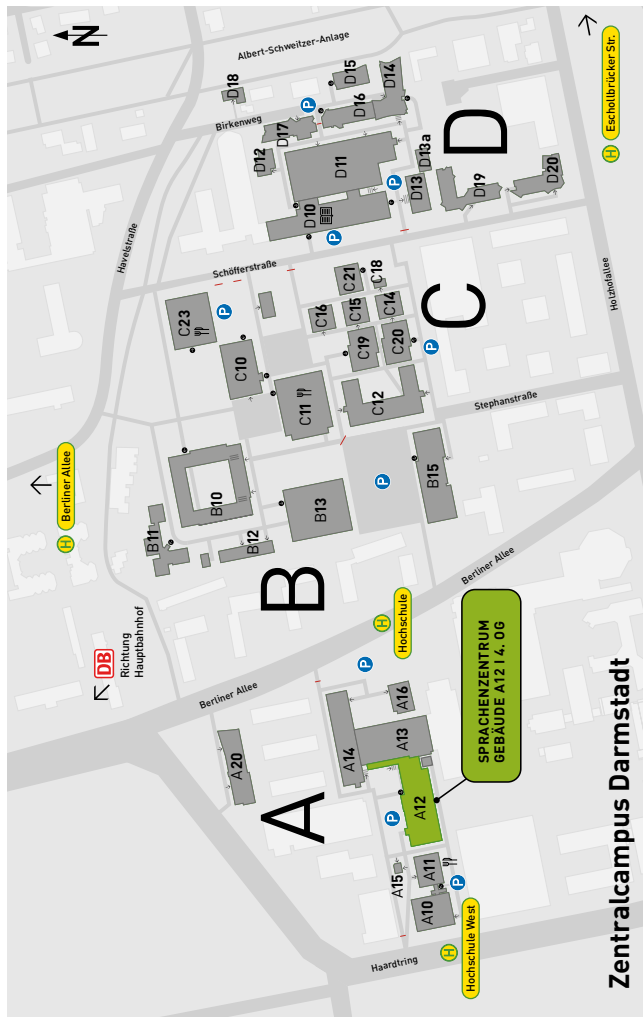 Zentralcampus Darmstadt
N
Albert-Schweitzer-Anlage
Birkenweg
Havelstraße
Schöfferstraße
Holzhofallee
Stephanstraße
Berliner Allee
Berliner Allee
Haardtring
H Berliner Allee
DB
Richtung
Hauptbahnhof
H Hochschule
H Hochschule West
H Eschollbrücker Str.
A
A20
A14
A16
A13
A12
A15
A11
A10
SPRACHENZENTRUM
GEBÄUDE A12 I 4. OG
B
B11
B10
B12
B13
B15
C
C23
C10
C11
C12
C16
C15
C21
C18
C14
C19
C20
D
D18
D15
D14
D16
D17
D12
D11
D10
D13
D13a
D19
D20
P
P
P
P
P
P
P
P
P